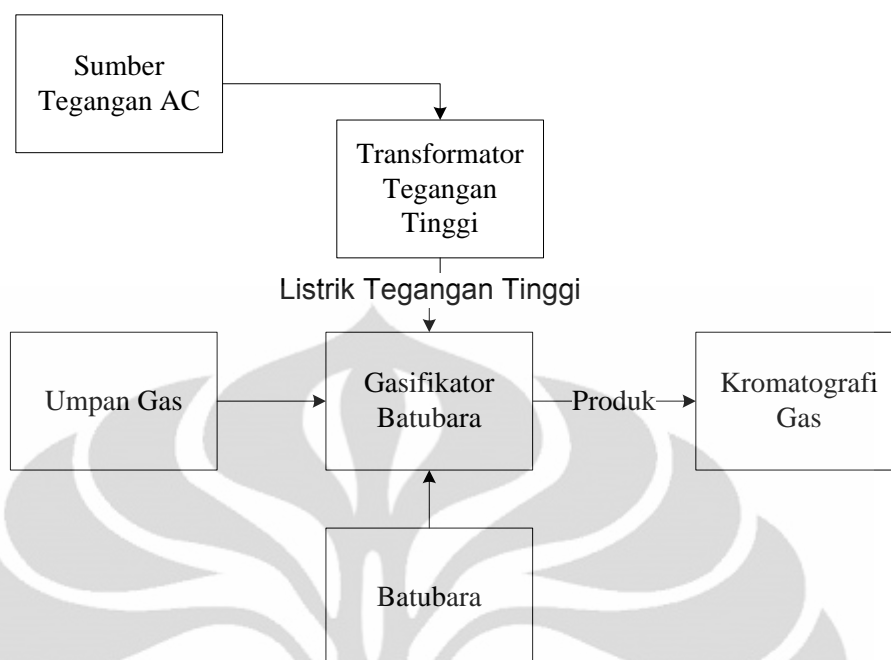 Sumber
Tegangan AC
Transformator
Tegangan
Tinggi
Listrik Tegangan Tinggi
Umpan Gas
Gasifikator
Batubara
Produk
Kromatografi
Gas
Batubara